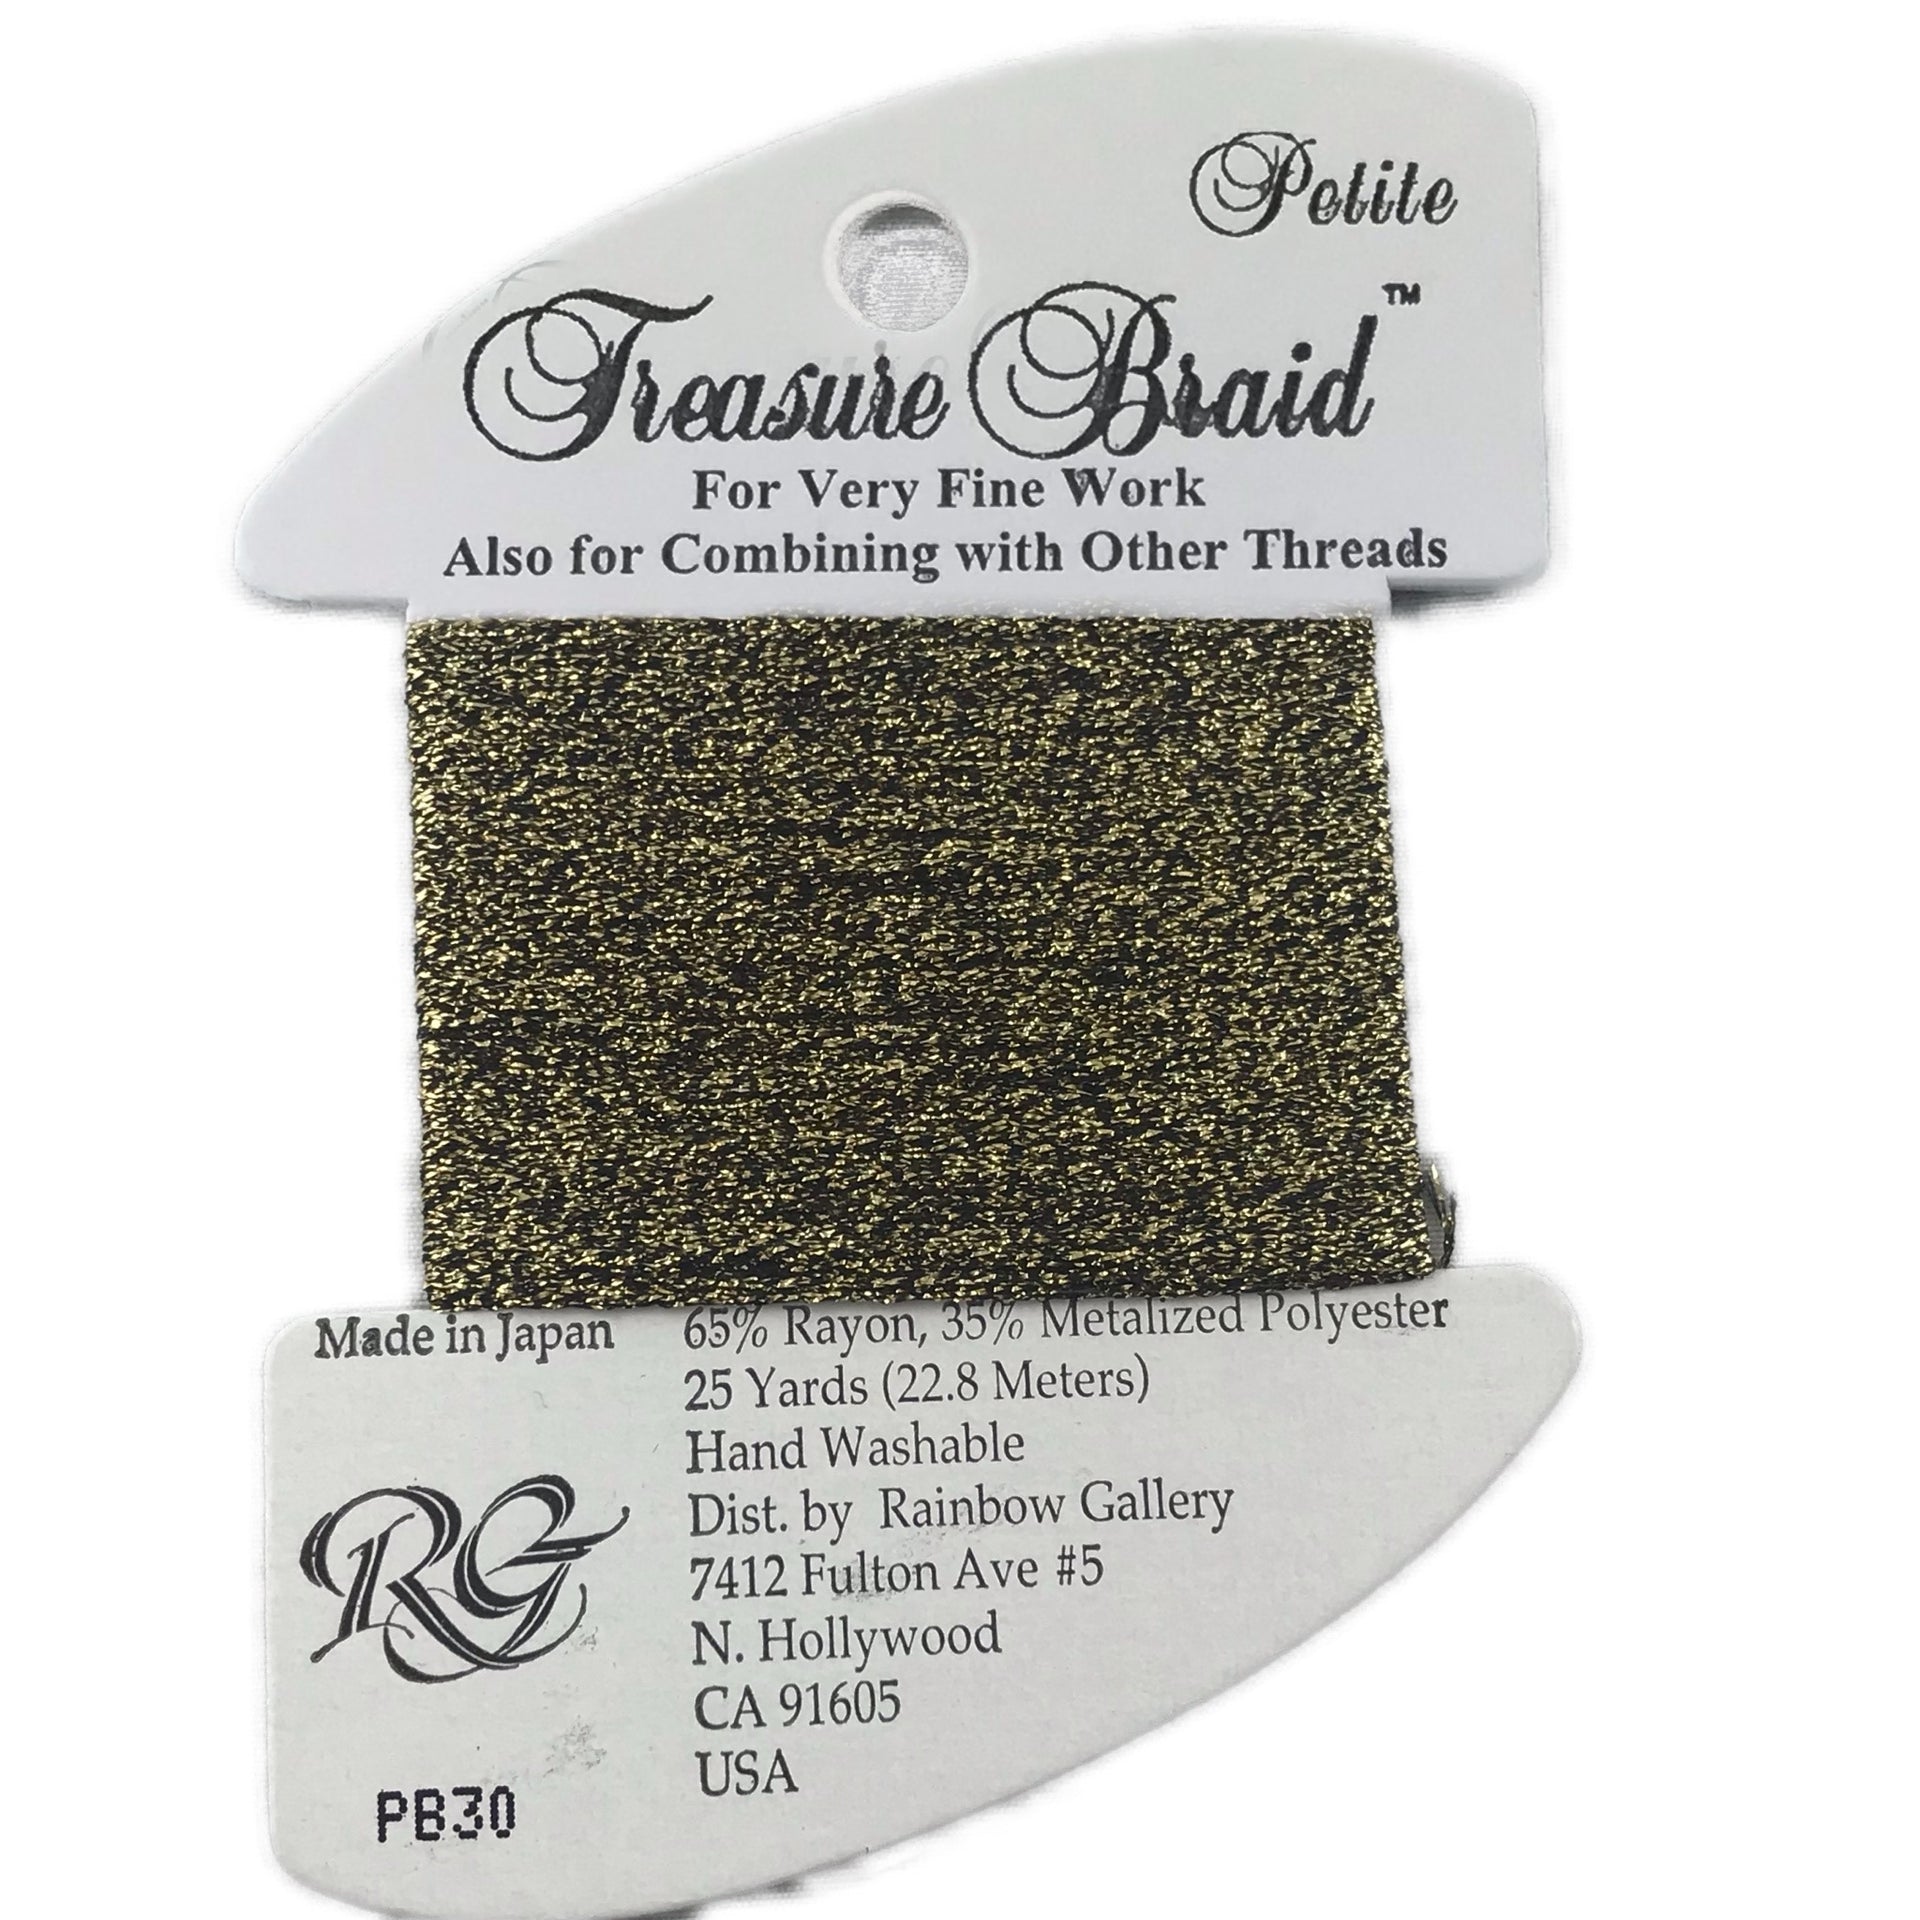 Petite
Treasure Braid™
For Very Fine Work
Also for Combining with Other Threads
Made in Japan
65% Rayon, 35% Metalized Polyester
25 Yards (22.8 Meters)
Hand Washable
Dist. by Rainbow Gallery
7412 Fulton Ave #5
N. Hollywood
CA 91605
USA
RG
PB30